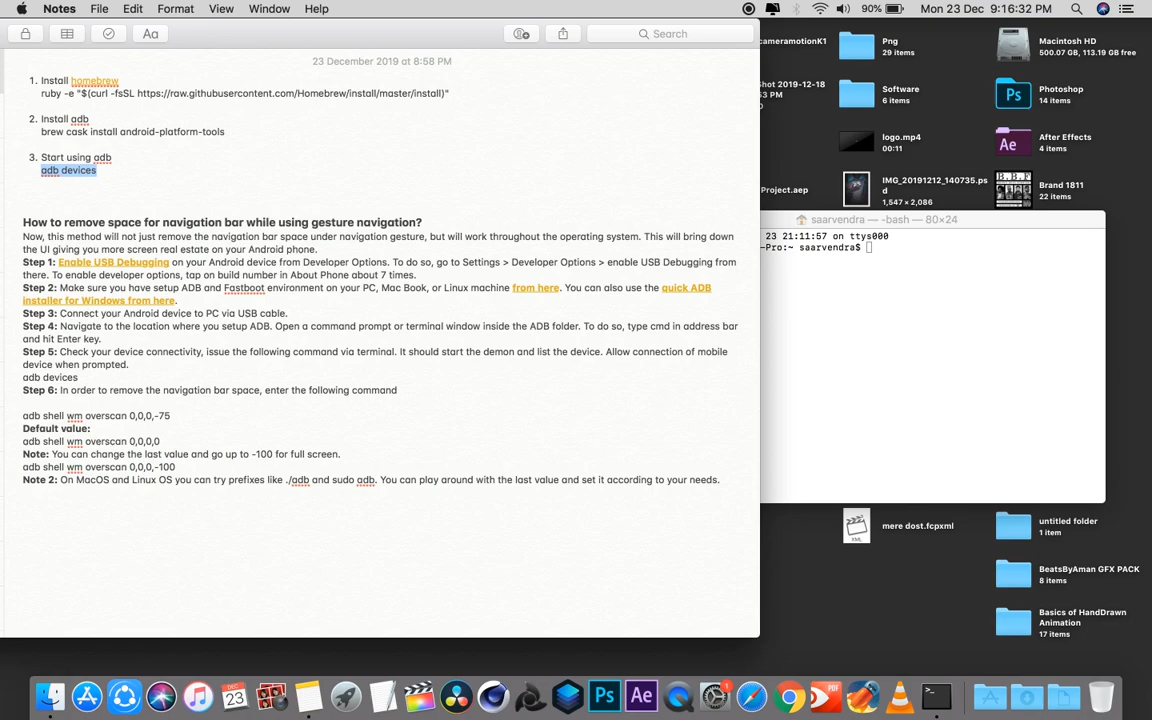 Notes File Edit Format View Window Help
90% Mon 23 Dec 9:16:32 PM
Aa
Search
23 December 2019 at 8:58 PM
1. Install homebrew
ruby -e "$(curl -fsSL https://raw.githubusercontent.com/Homebrew/install/master/install)"
2. Install adb
brew cask install android-platform-tools
3. Start using adb
adb devices
How to remove space for navigation bar while using gesture navigation?
Now, this method will not just remove the navigation bar space under navigation gesture, but will work throughout the operating system. This will bring down
the UI giving you more screen real estate on your Android phone.
Step 1: Enable USB Debugging on your Android device from Developer Options. To do so, go to Settings > Developer Options > enable USB Debugging from
there. To enable developer options, tap on build number in About Phone about 7 times.
Step 2: Make sure you have setup ADB and Fastboot environment on your PC, Mac Book, or Linux machine from here. You can also use the quick ADB
installer for Windows from here.
Step 3: Connect your Android device to PC via USB cable.
Step 4: Navigate to the location where you setup ADB. Open a command prompt or terminal window inside the ADB folder. To do so, type cmd in address bar
and hit Enter key.
Step 5: Check your device connectivity, issue the following command via terminal. It should start the demon and list the device. Allow connection of mobile
device when prompted.
adb devices
Step 6: In order to remove the navigation bar space, enter the following command
adb shell wm overscan 0,0,0,-75
Default value:
adb shell wm overscan 0,0,0,0
Note: You can change the last value and go up to -100 for full screen.
adb shell wm overscan 0,0,0,-100
Note 2: On MacOS and Linux OS you can try prefixes like ./adb and sudo adb. You can play around with the last value and set it according to your needs.
cameramotionK1
Shot 2019-12-18
53 PM
Project.aep
Png
29 items
Software
6 items
logo.mp4
00:11
IMG_20191212_140735.ps
d
1,547 × 2,086
Macintosh HD
500.07 GB, 113.19 GB free
Photoshop
14 items
After Effects
4 items
Brand 1811
22 items
Ps
Ae
B.B.
saarvendra — -bash — 80×24
23 21:11:57 on ttys000
-Pro:~ saarvendra$
XML
mere dost.fcpxml
untitled folder
1 item
BeatsByAman GFX PACK
8 items
Basics of HandDrawn
Animation
17 items
DEC
23
Ps
Ae
1
PDF